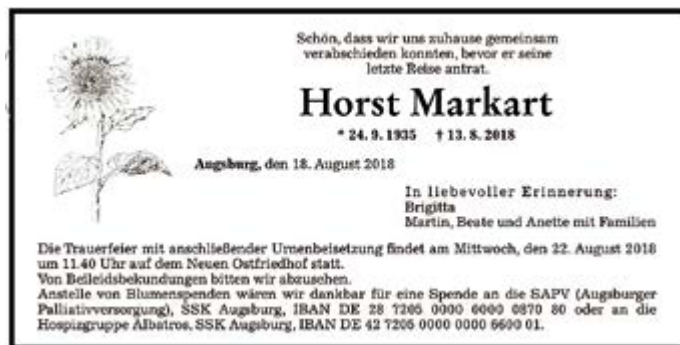 Schön, dass wir uns zuhause gemeinsam
verabschieden konnten, bevor er seine
letzte Reise antrat.
Horst Markart
* 24. 9. 1935 † 13. 8. 2018
Augsburg, den 18. August 2018
In liebevoller Erinnerung:
Brigitta
Martin, Beate und Anette mit Familien
Die Trauerfeier mit anschließender Urnenbeisetzung findet am Mittwoch, den 22. August 2018
um 11.40 Uhr auf dem Neuen Ostfriedhof statt.
Von Beileidsbekundungen bitten wir abzusehen.
Anstelle von Blumenspenden wären wir dankbar für eine Spende an die SAPV (Augsburger
Palliativversorgung), SSK Augsburg, IBAN DE 28 7205 0000 0000 0870 80 oder an die
Hospizgruppe Albatros, SSK Augsburg, IBAN DE 42 7205 0000 0000 6600 01.